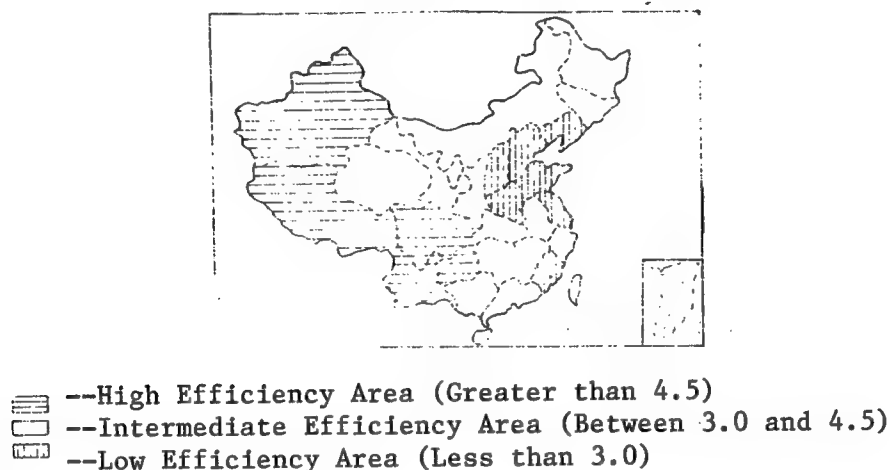 --High Efficiency Area (Greater than 4.5)
--Intermediate Efficiency Area (Between 3.0 and 4.5)
--Low Efficiency Area (Less than 3.0)